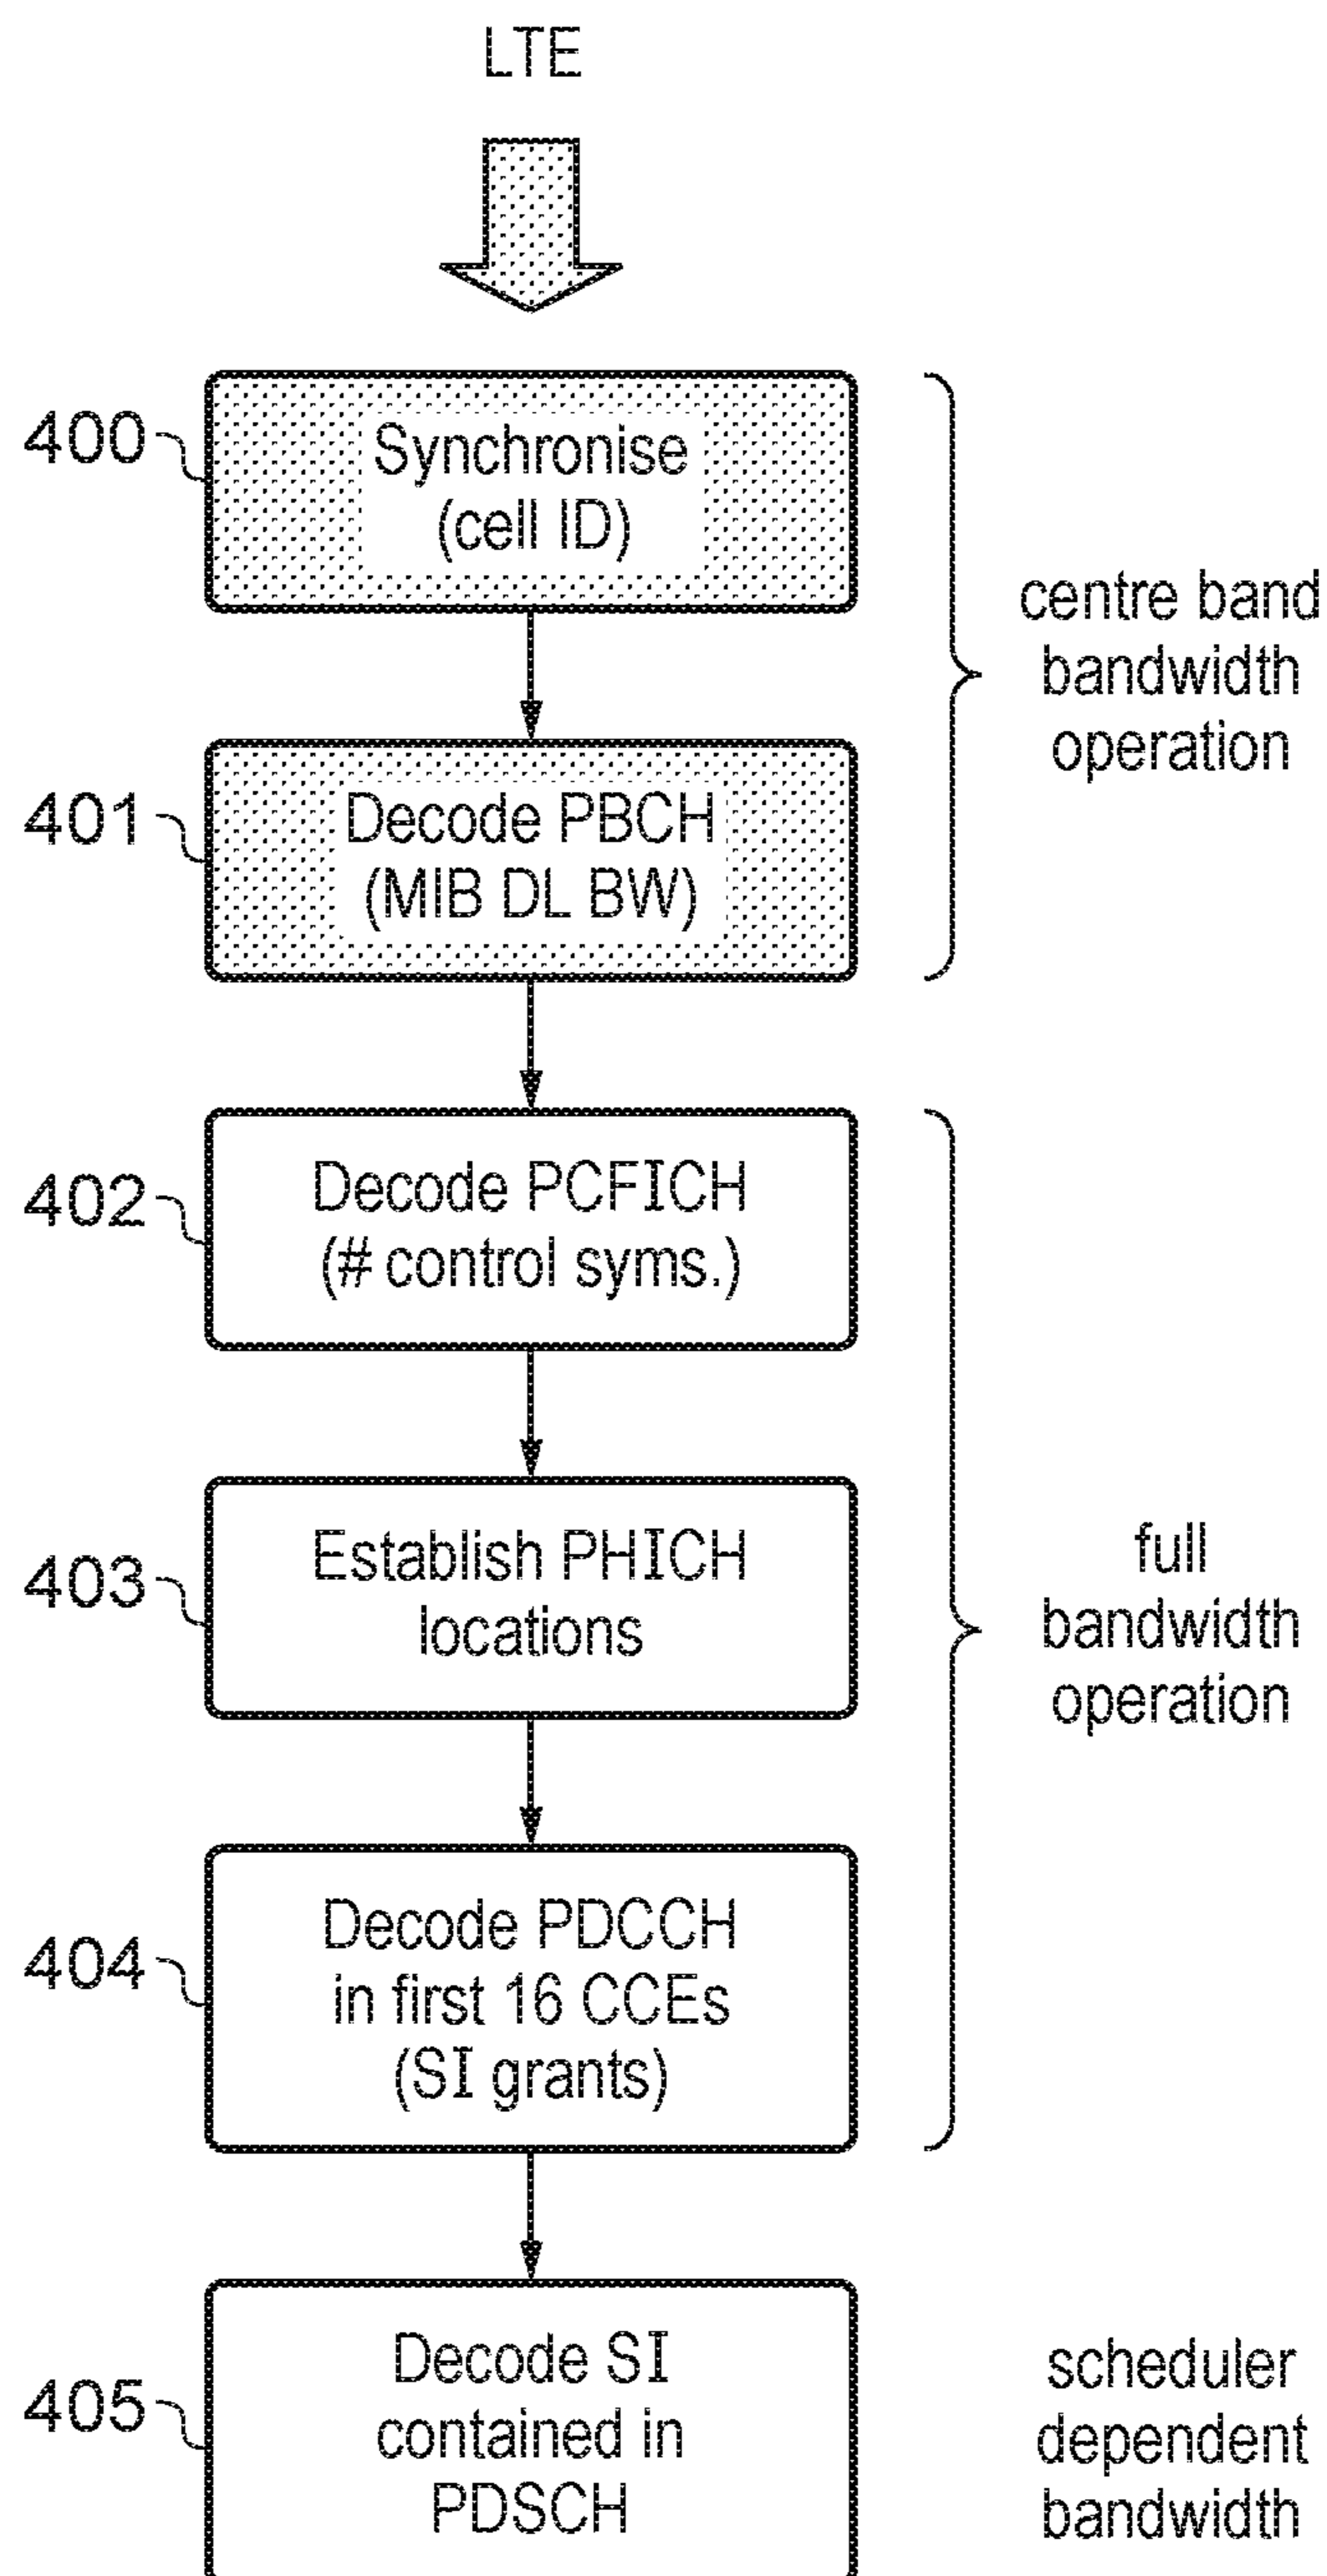 LTE
400
Synchronise
(cell ID)
centre band
bandwidth
operation
401
Decode PBCH
(MIB DL BW)
402
Decode PCFICH
(# control syms.)
403
Establish PHICH
locations
full
bandwidth
operation
404
Decode PDCCH
in first 16 CCEs
(SI grants)
405
Decode SI
contained in
PDSCH
scheduler
dependent
bandwidth